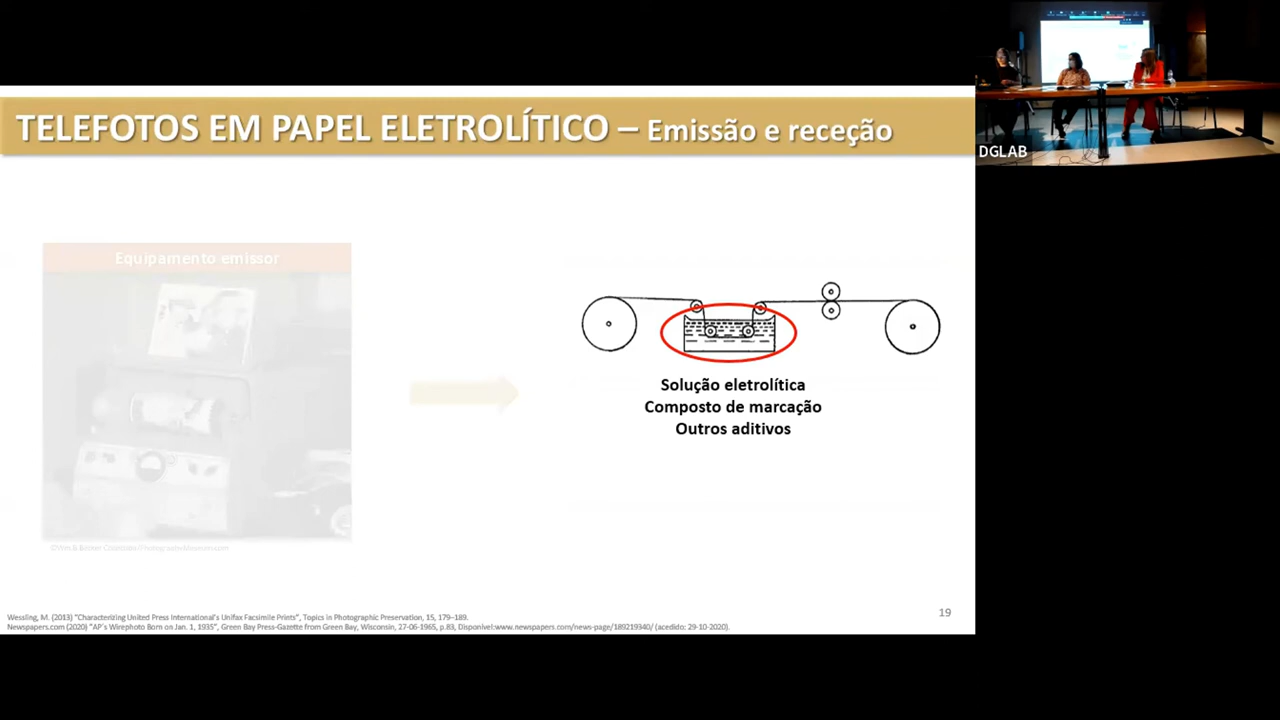 TELEFOTOS EM PAPEL ELETROLÍTICO – Emissão e receção
DGLAB
Equipamento emissor
Solução eletrolítica
Composto de marcação
Outros aditivos
19
Wessling, M. (2013) "Characterizing United Press International's Unifax Facsimile Prints", Topics in Photographic Preservation, 15, 179–189.
Newspapers.com (2020) "AP´s Wirephoto Born on Jan. 1, 1935", Green Bay Press-Gazette from Green Bay, Wisconsin, 27-06-1965, p.83, Disponível:www.newspapers.com/news-page/189219340/ (acedido: 29-10-2020).